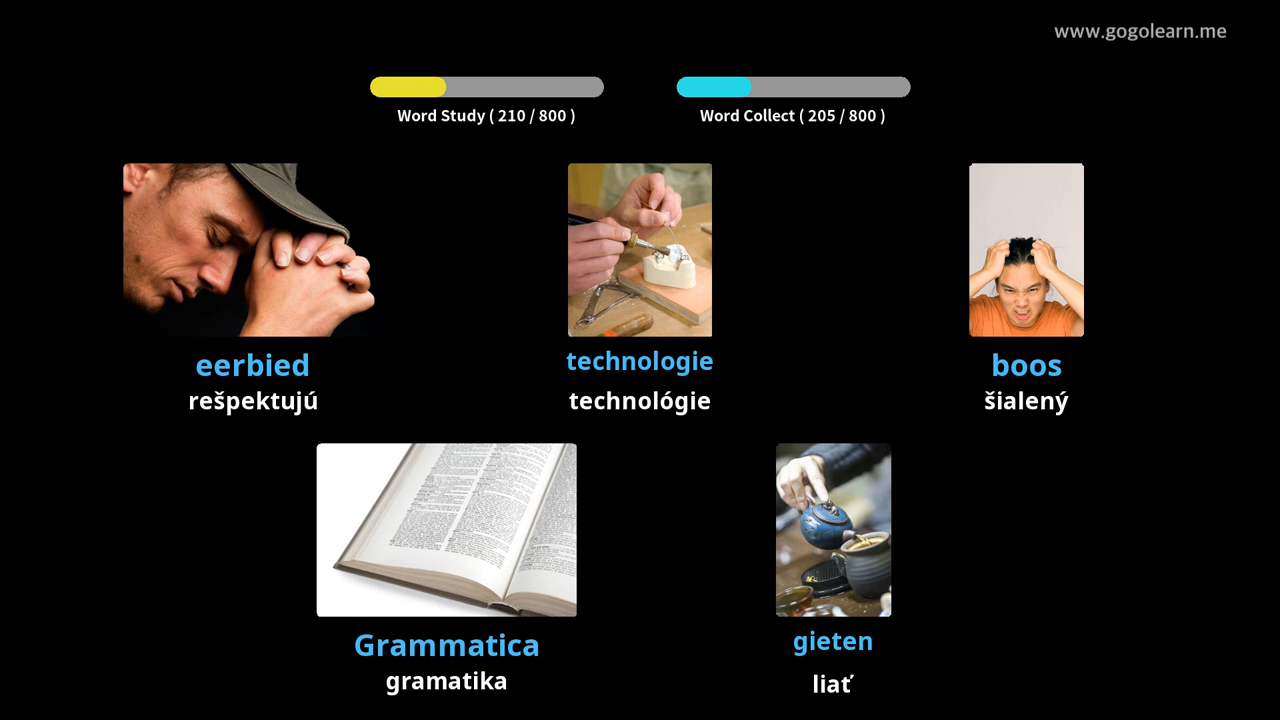 www.gogolearn.me
Word Study ( 210 / 800 )
Word Collect ( 205 / 800 )
eerbied
rešpektujú
technologie
technológie
boos
šialený
Grammatica
gramatika
gieten
liať